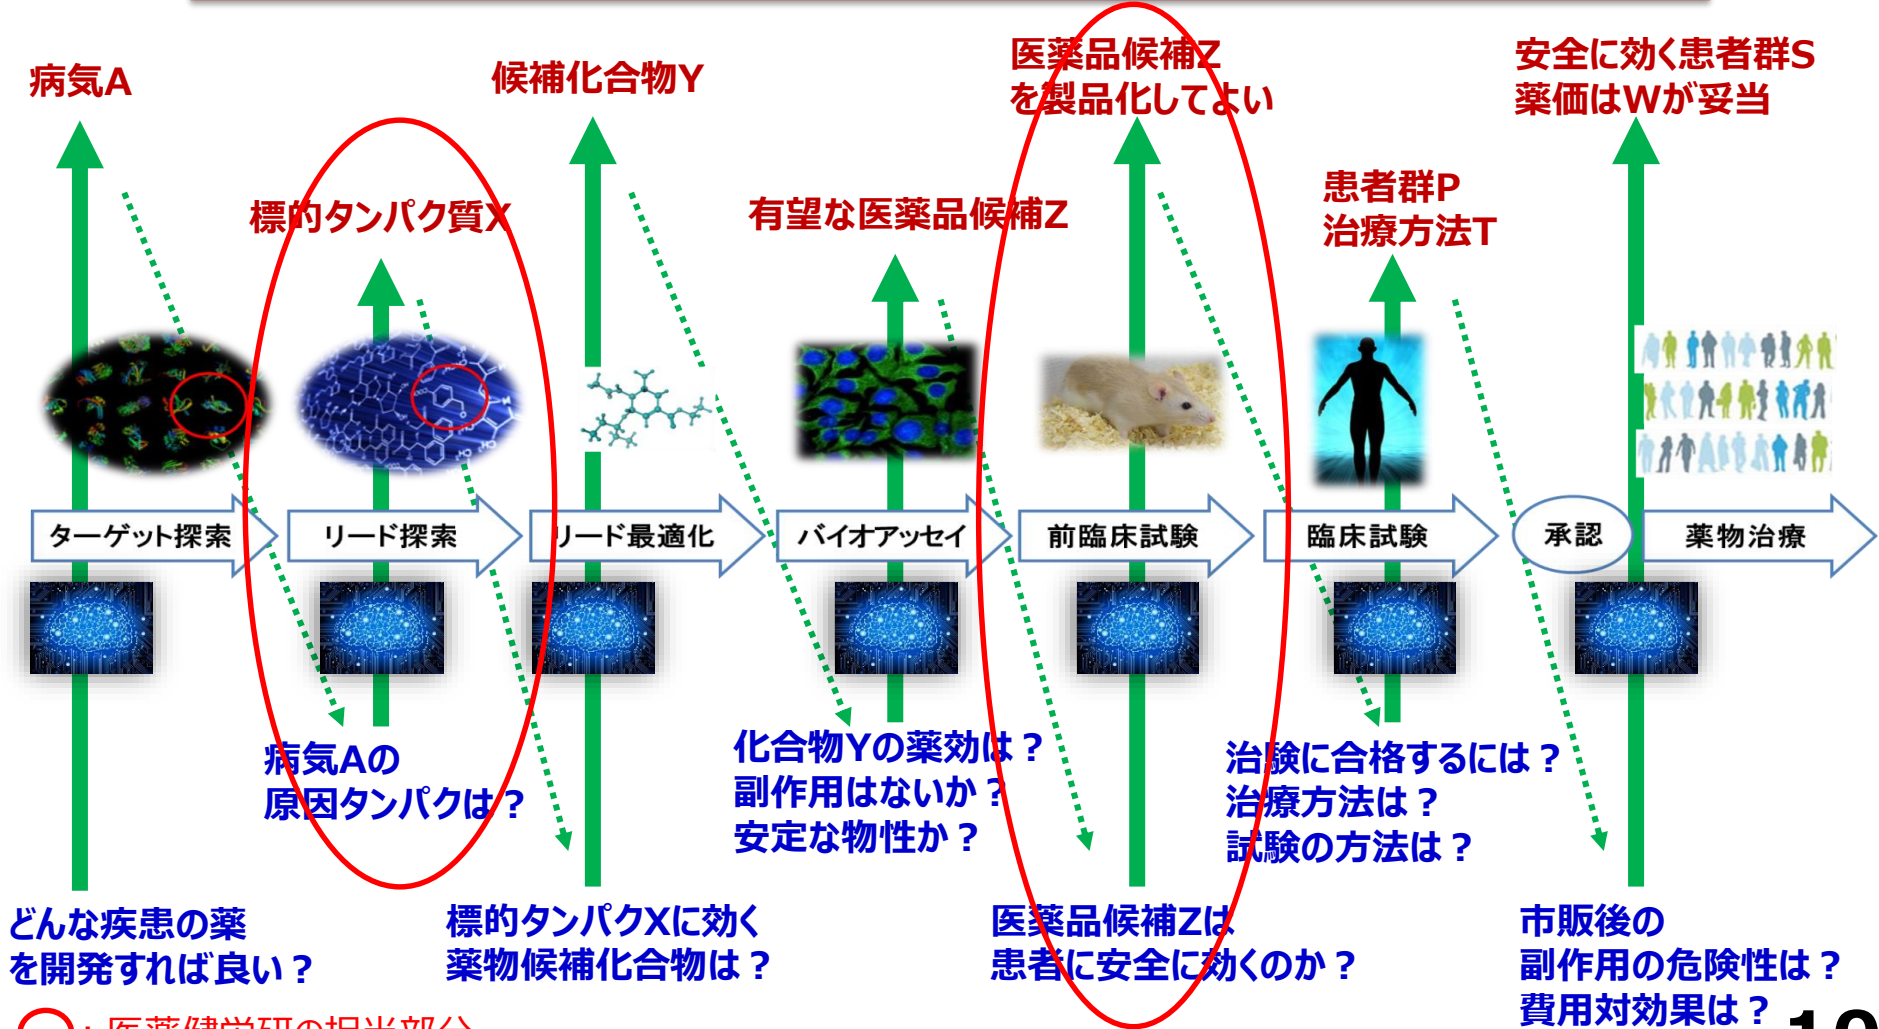 病気A
候補化合物Y
医薬品候補Z
を製品化してよい
安全に効く患者群S
薬価はWが妥当
標的タンパク質X
有望な医薬品候補Z
患者群P
治療方法T
ターゲット探索
リード探索
リード最適化
バイオアッセイ
前臨床試験
臨床試験
承認
薬物治療
病気Aの
原因タンパクは？
化合物Yの薬効は？
副作用はないか？
安定な物性か？
治験に合格するには？
治療方法は？
試験の方法は？
どんな疾患の薬
を開発すれば良い？
標的タンパクXに効く
薬物候補化合物は？
医薬品候補Zは
患者に安全に効くのか？
市販後の
副作用の危険性は？
費用対効果は？
：医薬健栄研の担当部分